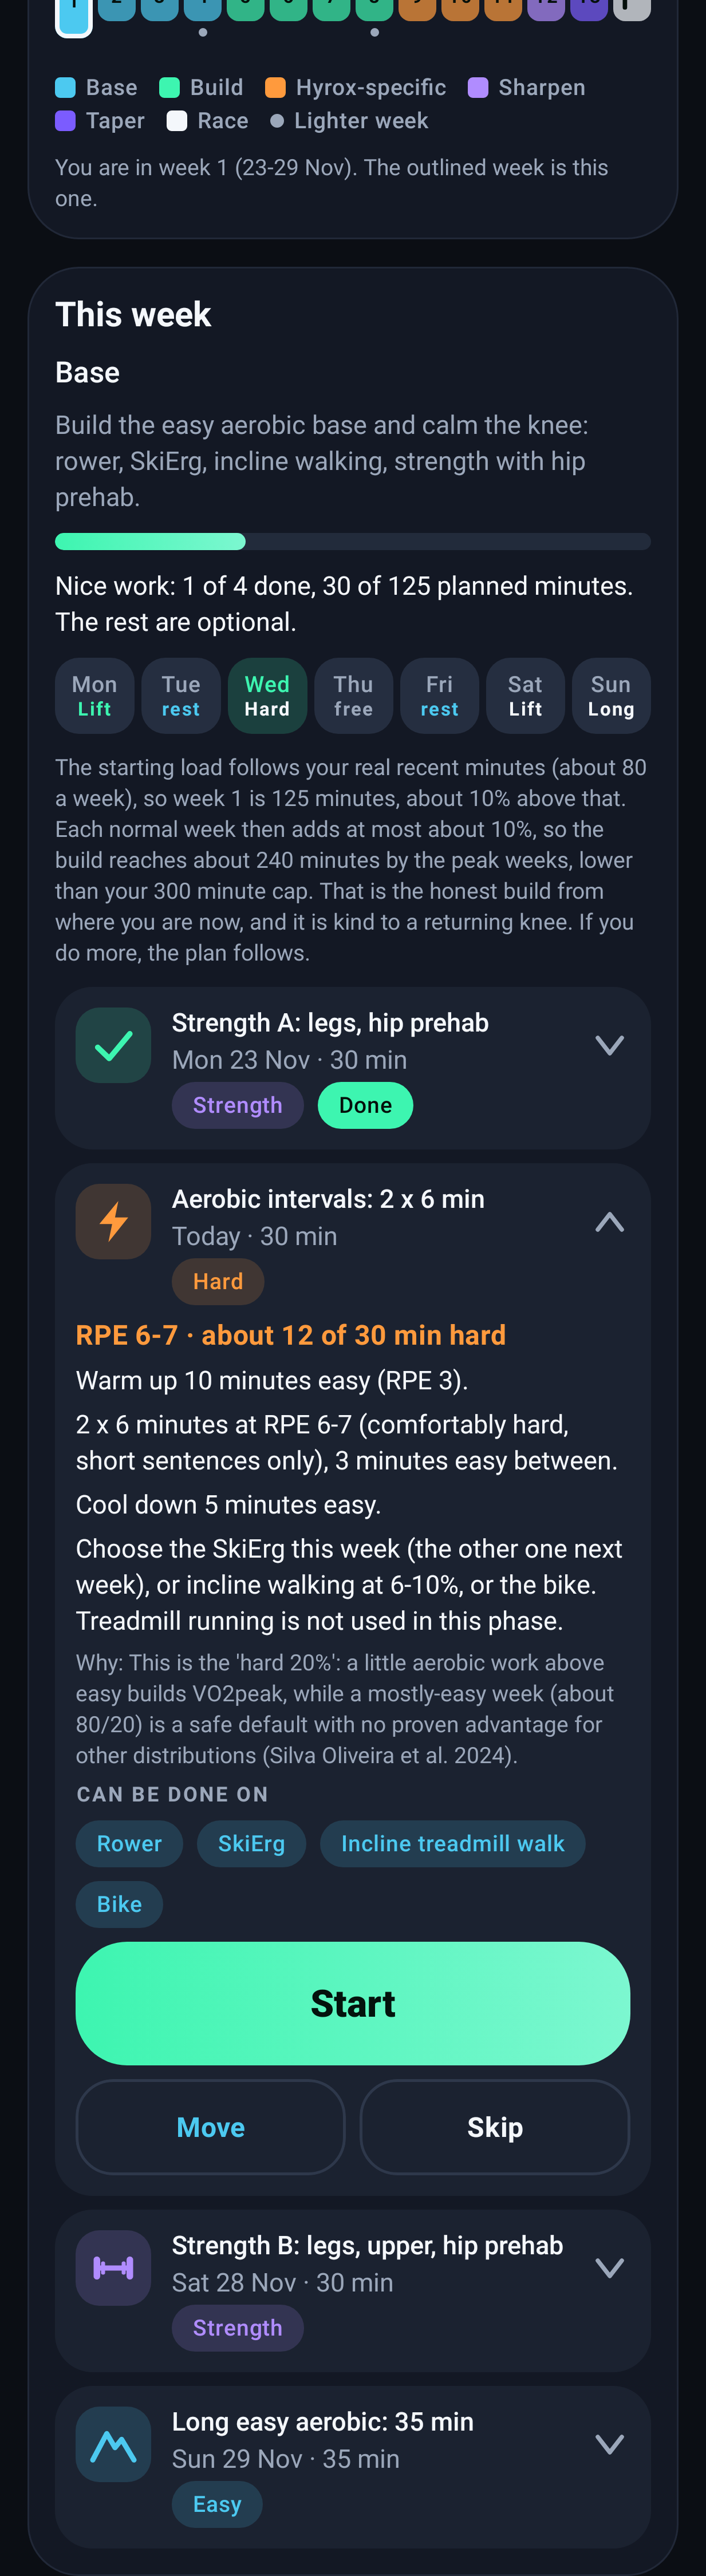 1
Base Build Hyrox-specific Sharpen
Taper Race Lighter week
You are in week 1 (23-29 Nov). The outlined week is this
one.
This week
Base
Build the easy aerobic base and calm the knee:
rower, SkiErg, incline walking, strength with hip
prehab.
Nice work: 1 of 4 done, 30 of 125 planned minutes.
The rest are optional.
Mon Tue Wed Thu Fri Sat Sun
Lift rest Hard free rest Lift Long
The starting load follows your real recent minutes (about 80
a week), so week 1 is 125 minutes, about 10% above that.
Each normal week then adds at most about 10%, so the
build reaches about 240 minutes by the peak weeks, lower
than your 300 minute cap. That is the honest build from
where you are now, and it is kind to a returning knee. If you
do more, the plan follows.
Strength A: legs, hip prehab
Mon 23 Nov · 30 min
Strength Done
Aerobic intervals: 2 x 6 min
Today · 30 min
Hard
RPE 6-7 · about 12 of 30 min hard
Warm up 10 minutes easy (RPE 3).
2 x 6 minutes at RPE 6-7 (comfortably hard,
short sentences only), 3 minutes easy between.
Cool down 5 minutes easy.
Choose the SkiErg this week (the other one next
week), or incline walking at 6-10%, or the bike.
Treadmill running is not used in this phase.
Why: This is the 'hard 20%': a little aerobic work above
easy builds VO2peak, while a mostly-easy week (about
80/20) is a safe default with no proven advantage for
other distributions (Silva Oliveira et al. 2024).
CAN BE DONE ON
Rower SkiErg Incline treadmill walk
Bike
Start
Move Skip
Strength B: legs, upper, hip prehab
Sat 28 Nov · 30 min
Strength
Long easy aerobic: 35 min
Sun 29 Nov · 35 min
Easy